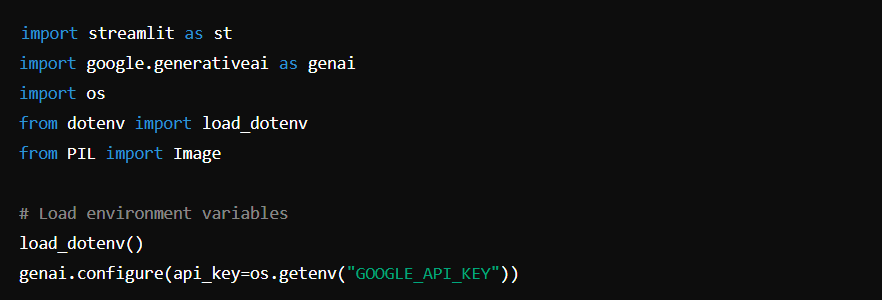 import streamlit as st
import google.generativeai as genai
import os
from dotenv import load_dotenv
from PIL import Image
# Load environment variables
load_dotenv()
genai.configure(api_key=os.getenv("GOOGLE_API_KEY"))